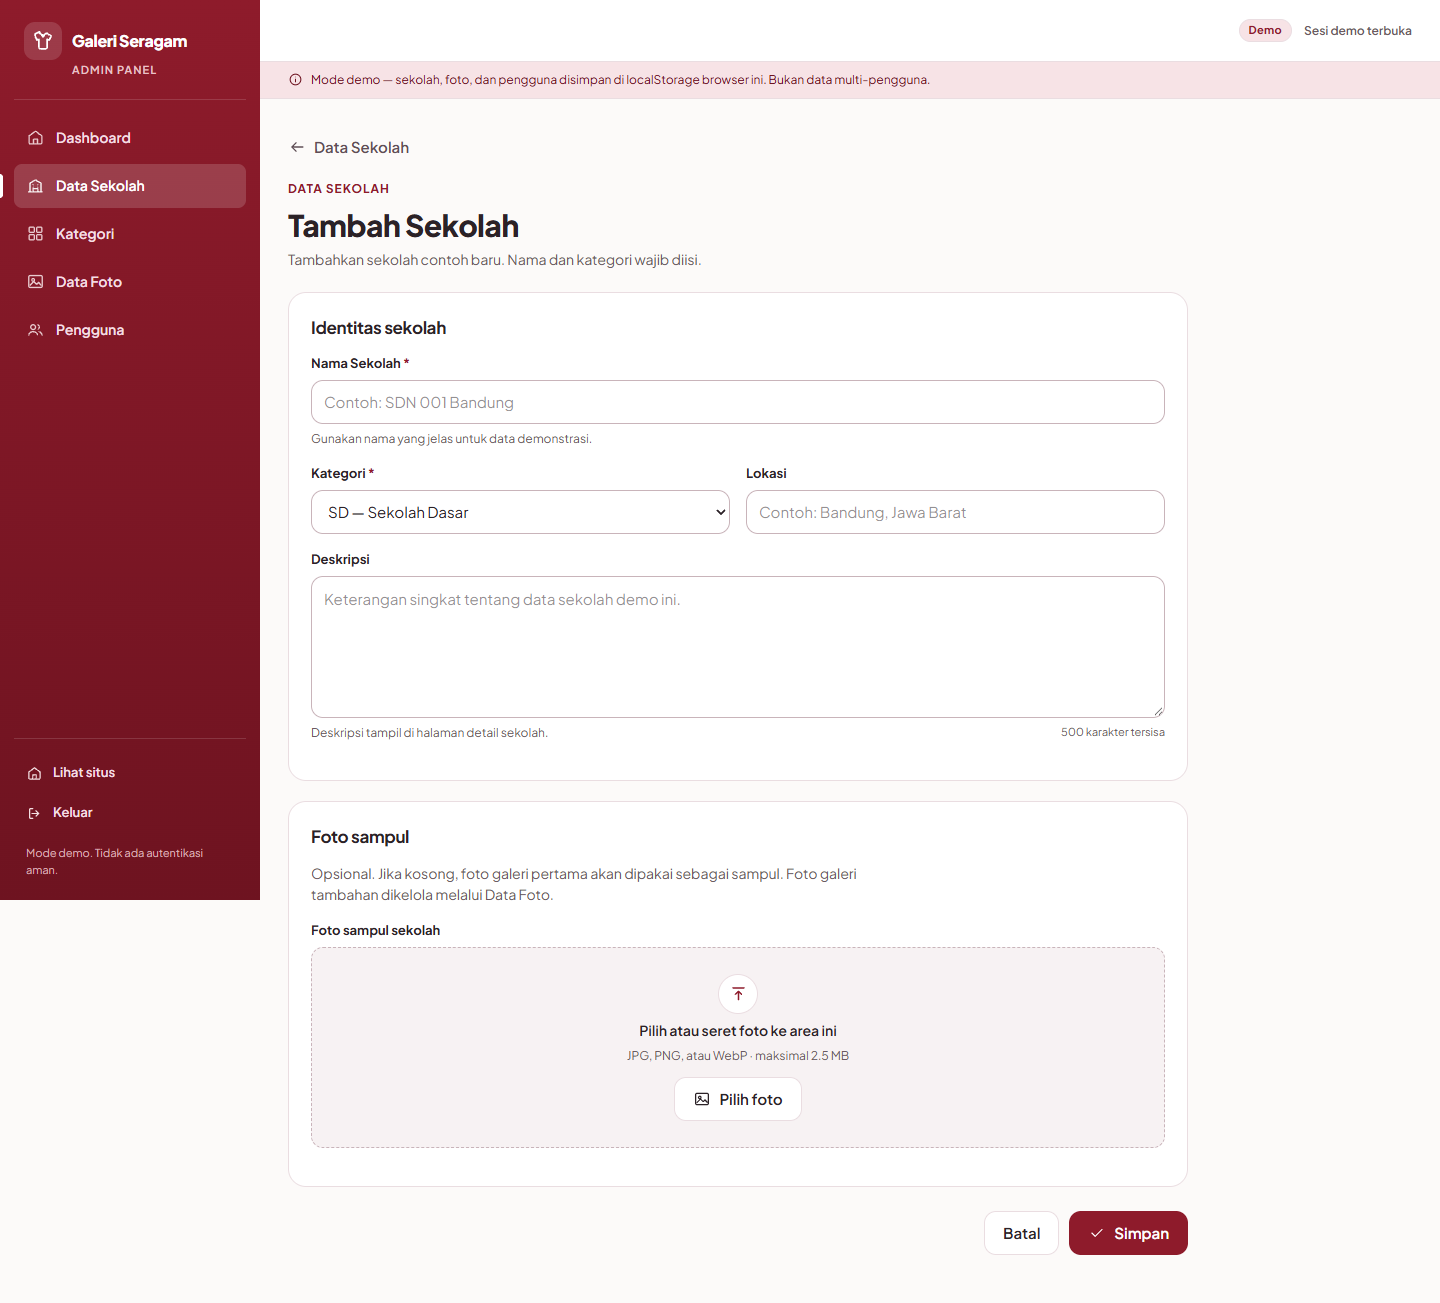 Galeri Seragam
ADMIN PANEL
Dashboard
Data Sekolah
Kategori
Data Foto
Pengguna
Lihat situs
Keluar
Mode demo. Tidak ada autentikasi
aman.
Demo
Sesi demo terbuka
Mode demo — sekolah, foto, dan pengguna disimpan di localStorage browser ini. Bukan data multi-pengguna.
Data Sekolah
DATA SEKOLAH
Tambah Sekolah
Tambahkan sekolah contoh baru. Nama dan kategori wajib diisi.
Identitas sekolah
Nama Sekolah *
Contoh: SDN 001 Bandung
Gunakan nama yang jelas untuk data demonstrasi.
Kategori *
Lokasi
SD — Sekolah Dasar
Contoh: Bandung, Jawa Barat
Deskripsi
Keterangan singkat tentang data sekolah demo ini.
Deskripsi tampil di halaman detail sekolah.
500 karakter tersisa
Foto sampul
Opsional. Jika kosong, foto galeri pertama akan dipakai sebagai sampul. Foto galeri
tambahan dikelola melalui Data Foto.
Foto sampul sekolah
Pilih atau seret foto ke area ini
JPG, PNG, atau WebP · maksimal 2.5 MB
Pilih foto
Batal
Simpan